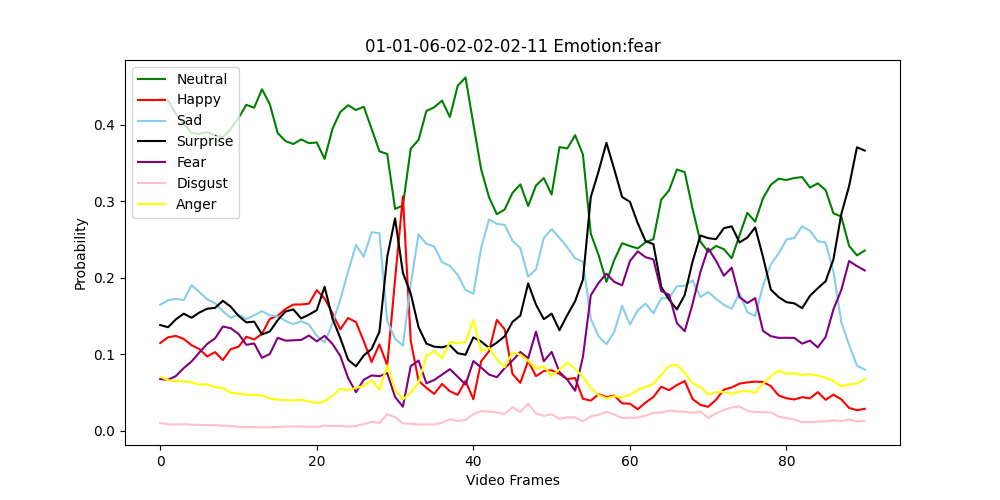 01-01-06-02-02-02-11 Emotion:fear
Neutral
Happy
Sad
Surprise
Fear
Disgust
Anger
Probability
0.4
0.3
0.2
0.1
0.0
0 20 40 60 80
Video Frames